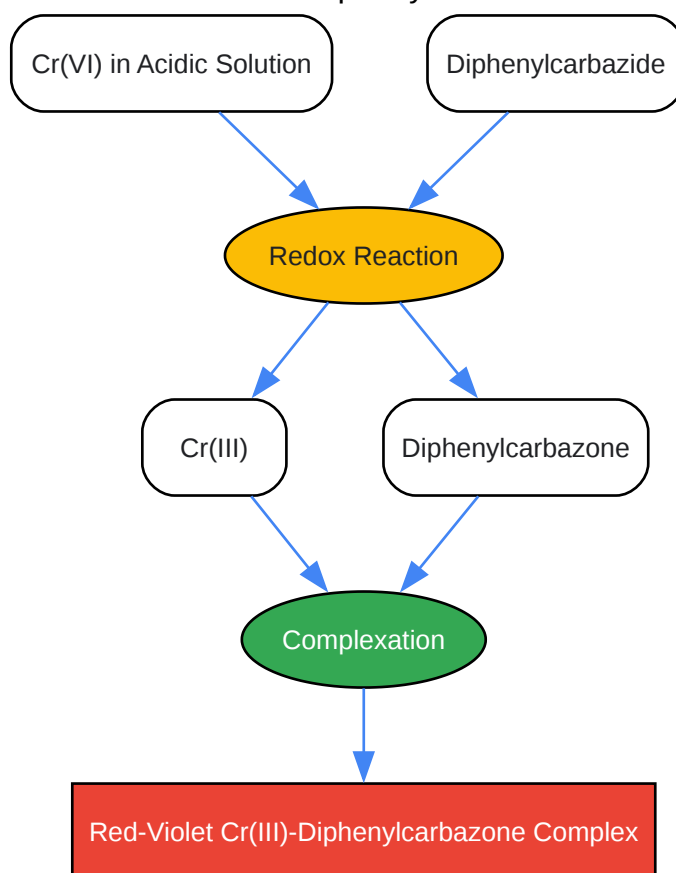 Cr(VI) in Acidic Solution
Diphenylcarbazide
Redox Reaction
Cr(III)
Diphenylcarbazone
Complexation
Red-Violet Cr(III)-Diphenylcarbazone Complex